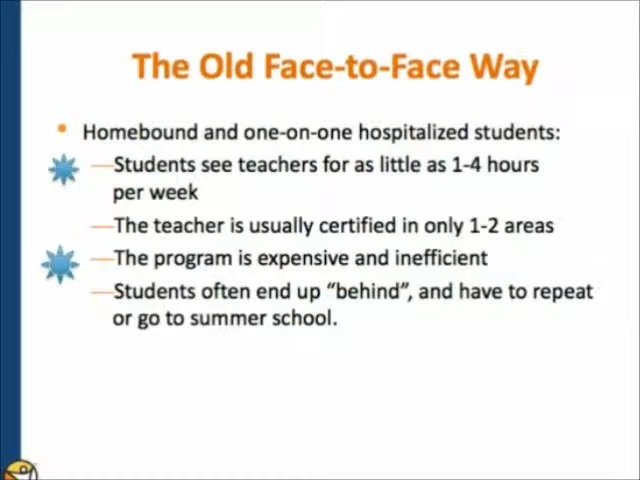 The Old Face-to-Face Way
• Homebound and one-on-one hospitalized students:
—Students see teachers for as little as 1-4 hours
per week
—The teacher is usually certified in only 1-2 areas
—The program is expensive and inefficient
—Students often end up “behind”, and have to repeat
or go to summer school.